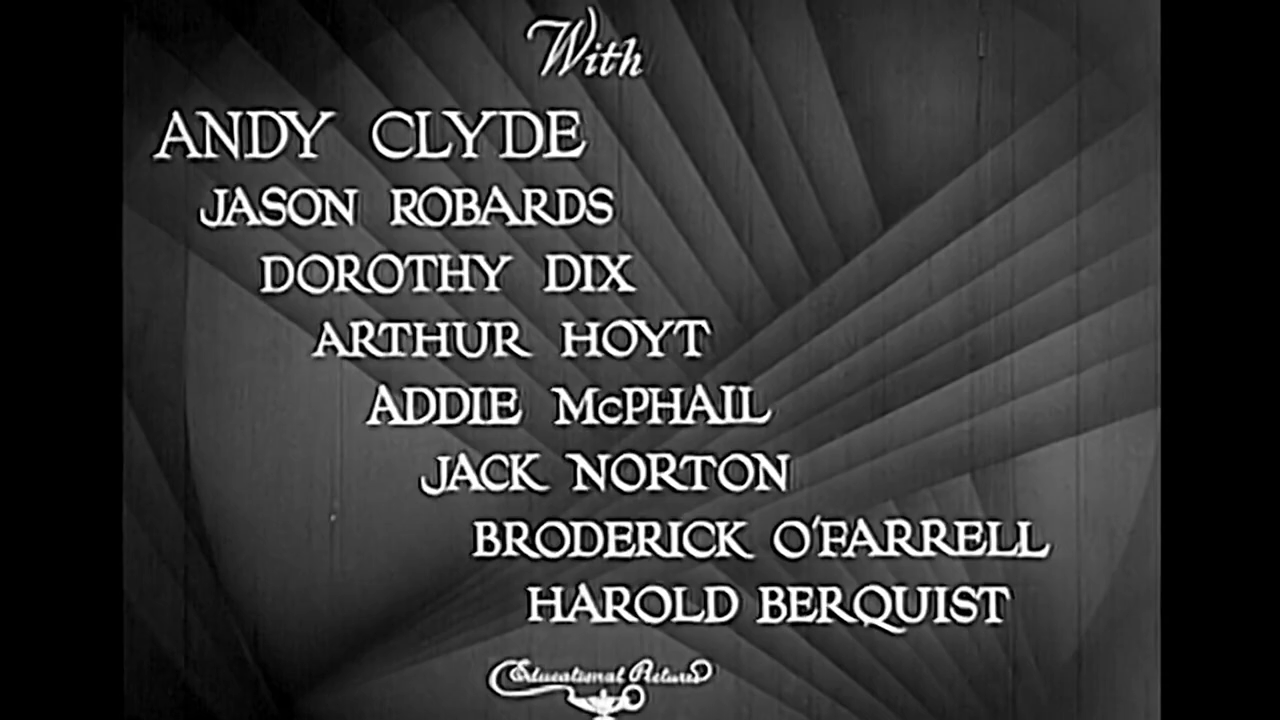 With
ANDY CLYDE
JASON ROBARDS
DOROTHY DIX
ARTHUR HOYT
ADDIE McPHAIL
JACK NORTON
BRODERICK O'FARRELL
HAROLD BERQUIST
Educational Pictures